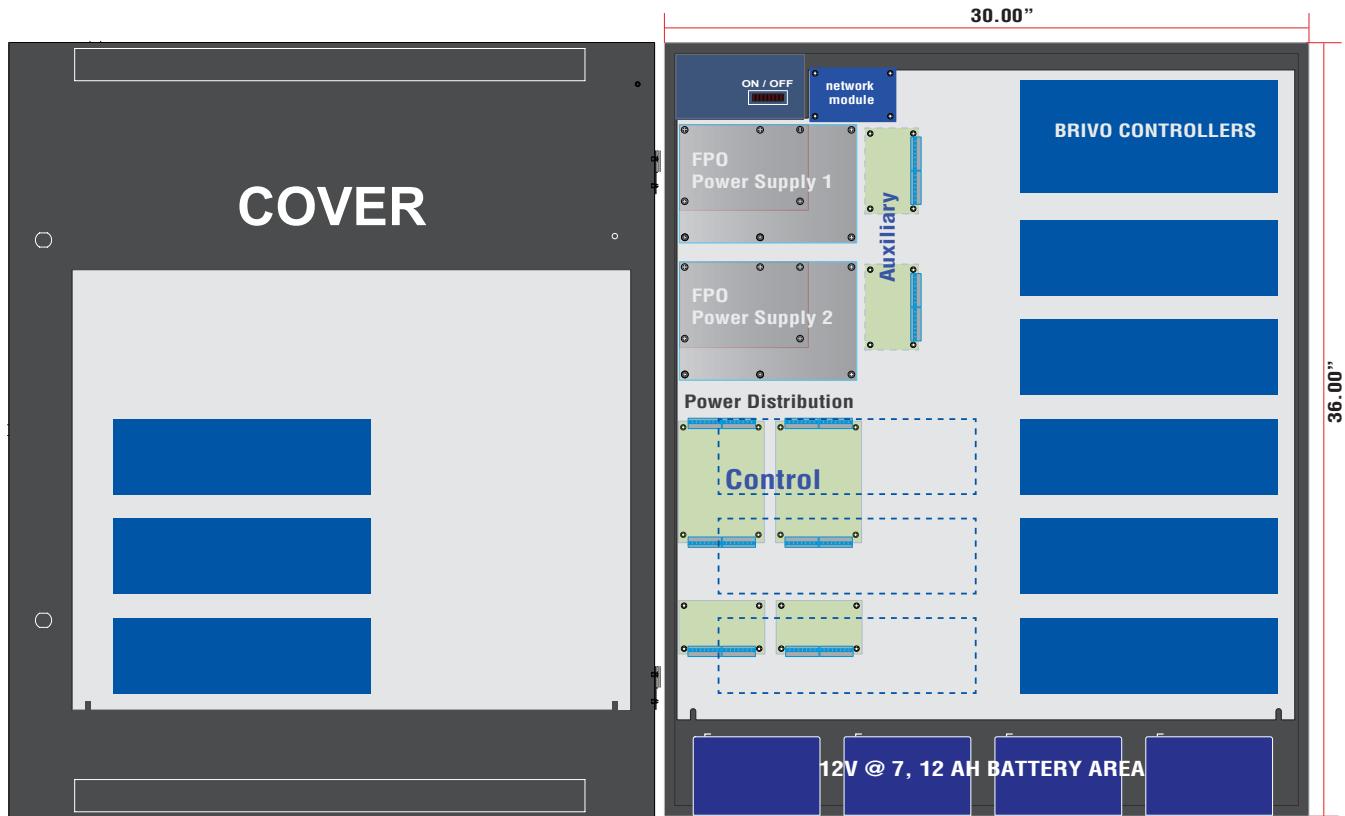 30.00”
COVER
ON / OFF
network
module
BRIVO CONTROLLERS
FPO
Power Supply 1
Auxiliary
FPO
Power Supply 2
36.00”
Power Distribution
Control
12V @ 7, 12 AH BATTERY AREA